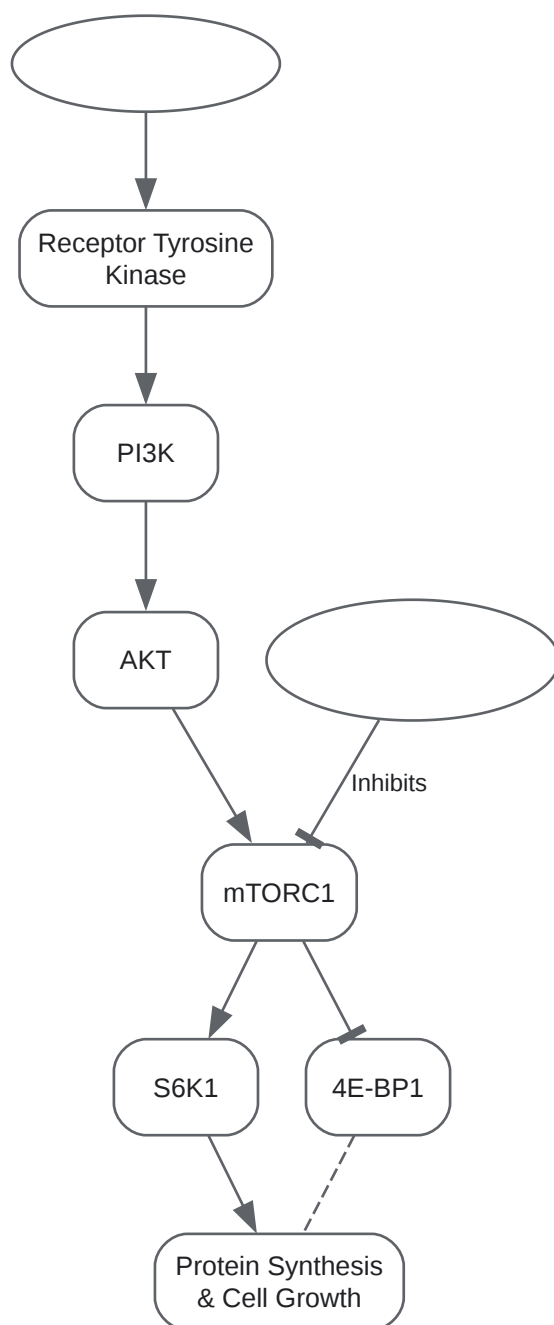 Receptor Tyrosine
Kinase
PI3K
AKT
Inhibits
mTORC1
S6K1
4E-BP1
Protein Synthesis
& Cell Growth